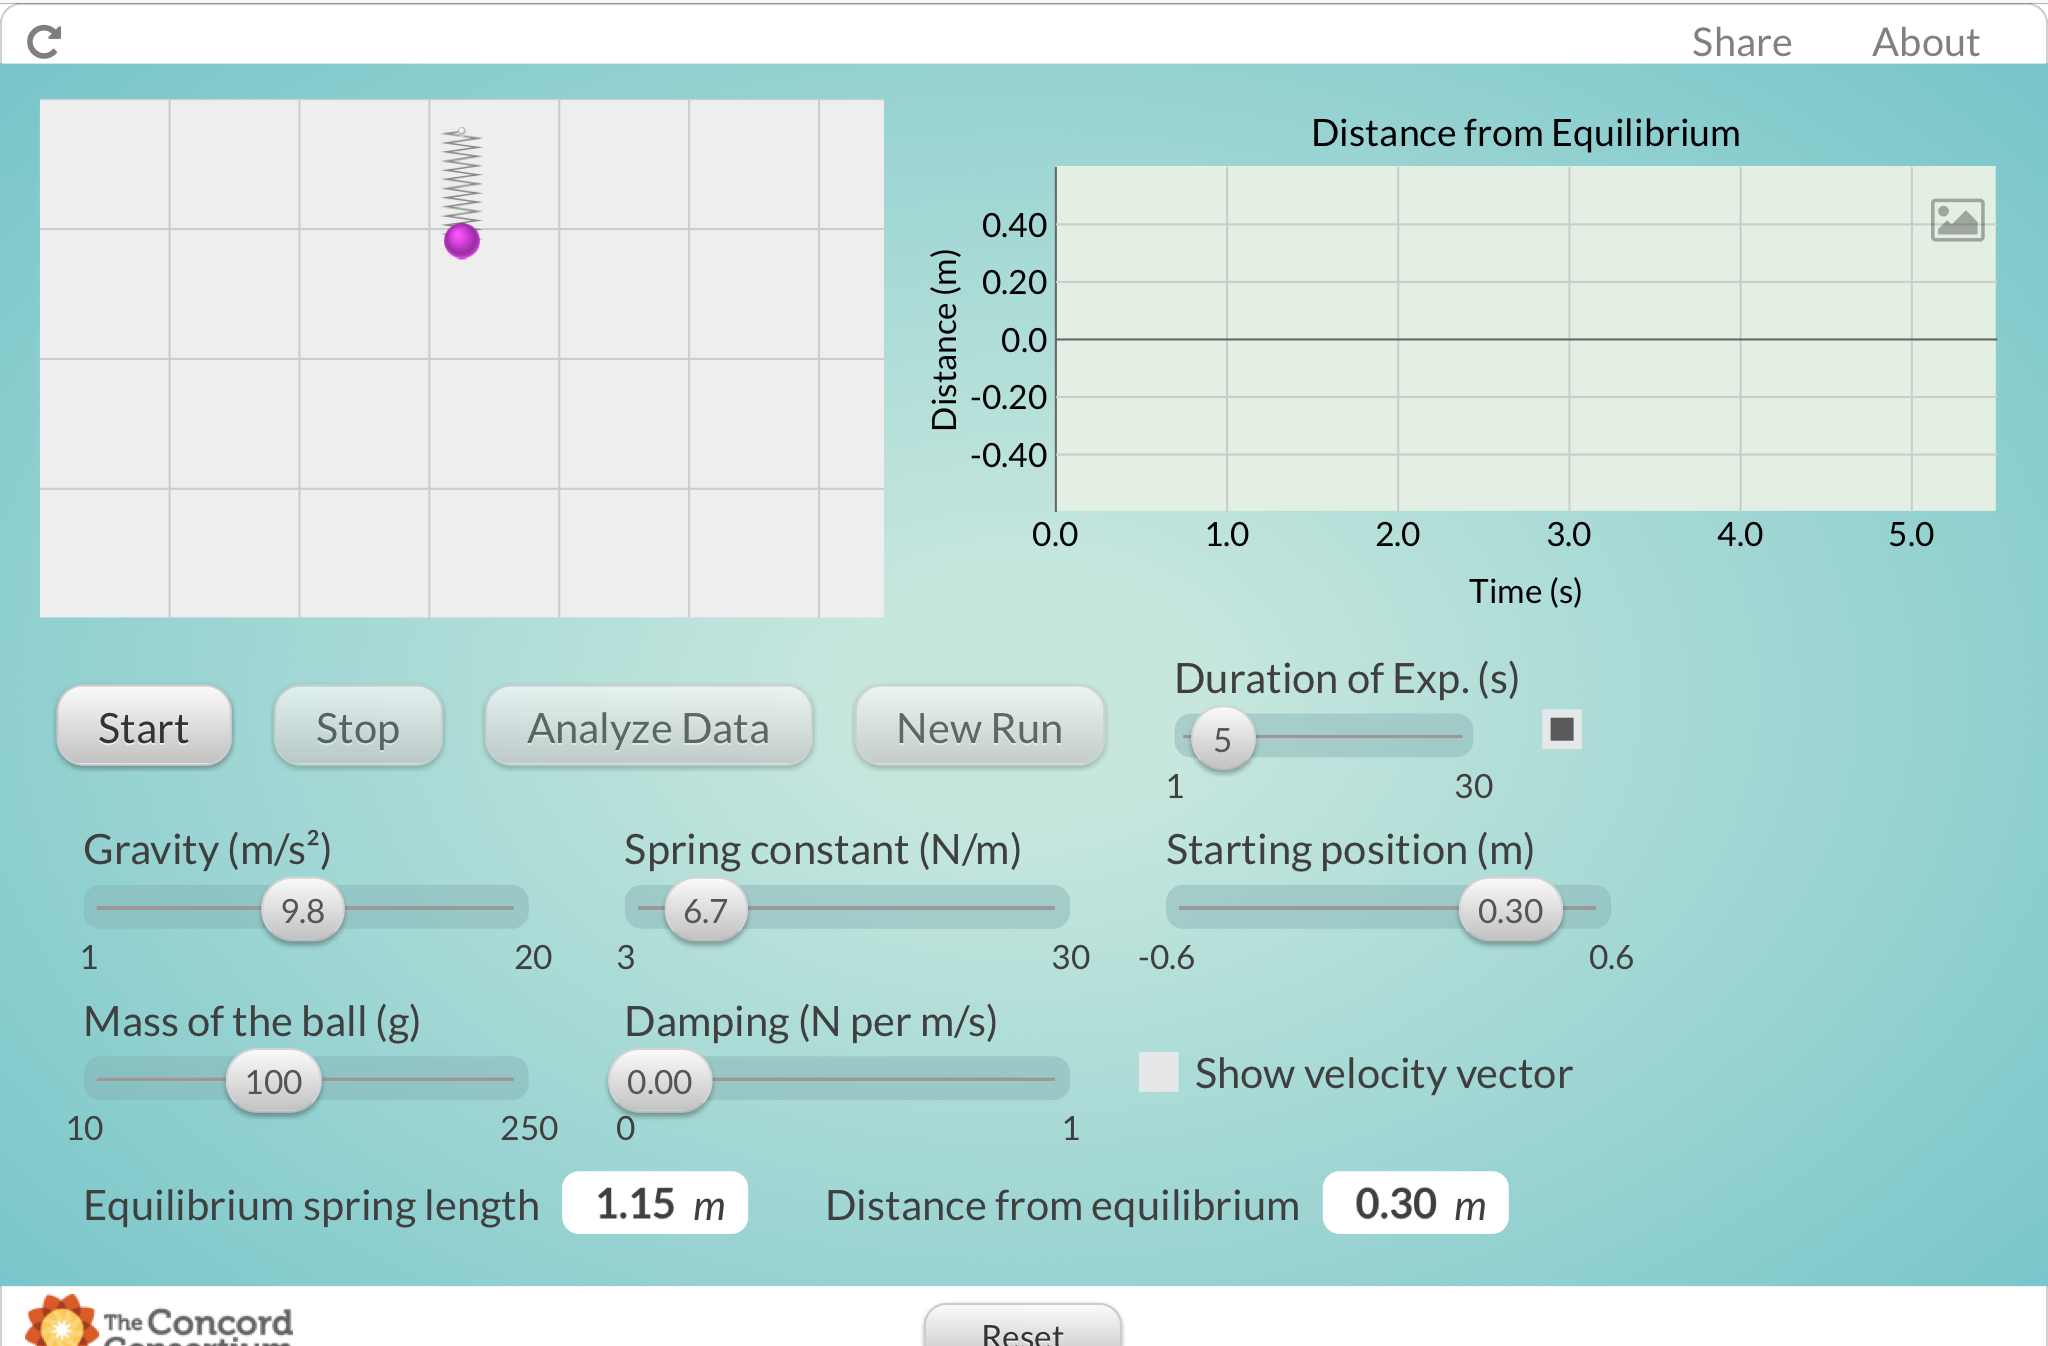 Share About
Distance from Equilibrium
0.40
0.20
0.0
-0.20
-0.40
Distance (m)
0.0 1.0 2.0 3.0 4.0 5.0
Time (s)
Start Stop Analyze Data New Run
Duration of Exp. (s)
5
1 30
Gravity (m/s²) Spring constant (N/m) Starting position (m)
9.8 6.7 0.30
1 20 3 30 -0.6 0.6
Mass of the ball (g) Damping (N per m/s)
100 0.00 Show velocity vector
10 250 0 1
Equilibrium spring length 1.15 m Distance from equilibrium 0.30 m
The Concord
Consortium
Reset